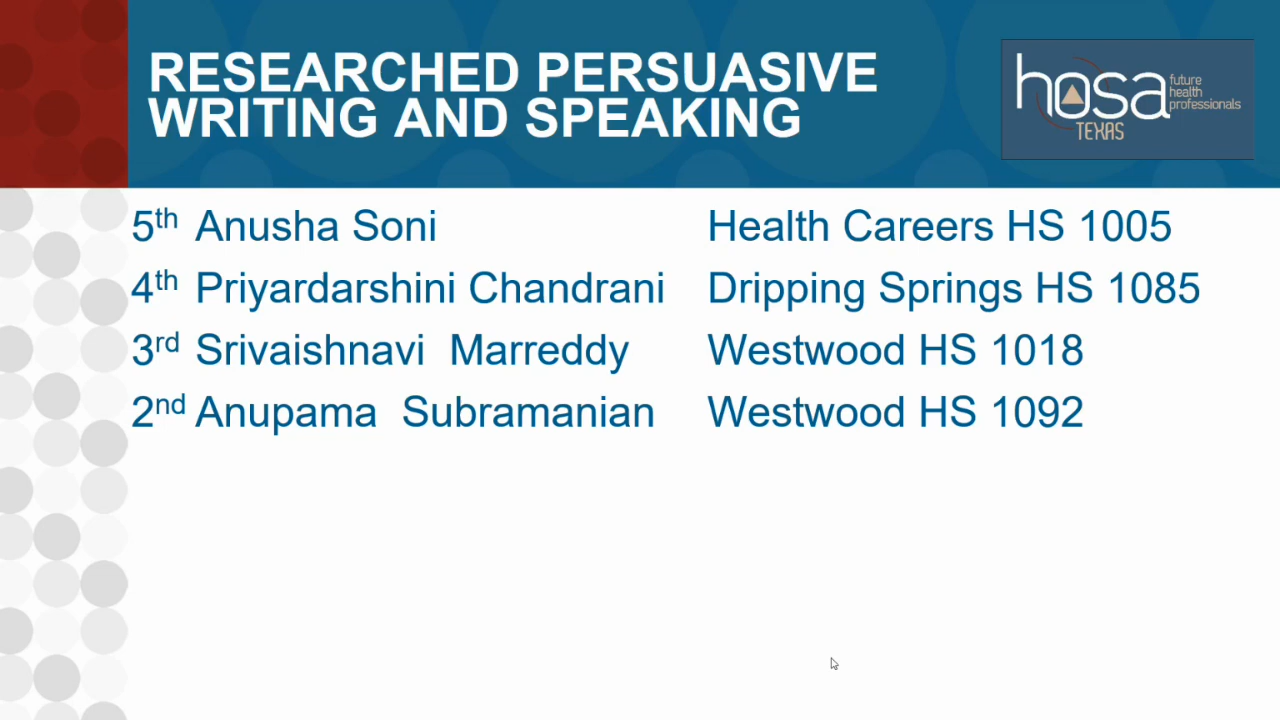 RESEARCHED PERSUASIVE
WRITING AND SPEAKING
hosa
future
health
professionals
TEXAS
5th Anusha Soni Health Careers HS 1005
4th Priyardarshini Chandrani Dripping Springs HS 1085
3rd Srivaishnavi Marreddy Westwood HS 1018
2nd Anupama Subramanian Westwood HS 1092